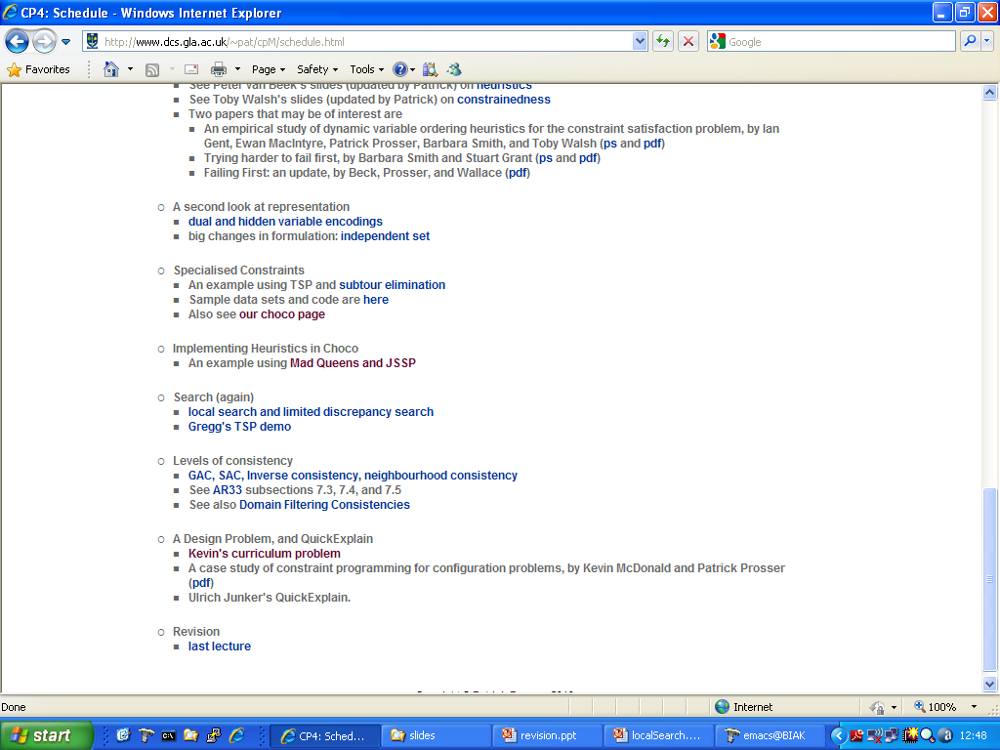 CP4: Schedule - Windows Internet Explorer
http://www.dcs.gla.ac.uk/~pat/cpM/schedule.html
Google
Favorites
Page
Safety
Tools
See Peter van Beek's slides (updated by Patrick) on heuristics
See Toby Walsh's slides (updated by Patrick) on constrainedness
Two papers that may be of interest are
An empirical study of dynamic variable ordering heuristics for the constraint satisfaction problem, by Ian
Gent, Ewan MacIntyre, Patrick Prosser, Barbara Smith, and Toby Walsh (ps and pdf)
Trying harder to fail first, by Barbara Smith and Stuart Grant (ps and pdf)
Failing First: an update, by Beck, Prosser, and Wallace (pdf)
A second look at representation
dual and hidden variable encodings
big changes in formulation: independent set
Specialised Constraints
An example using TSP and subtour elimination
Sample data sets and code are here
Also see our choco page
Implementing Heuristics in Choco
An example using Mad Queens and JSSP
Search (again)
local search and limited discrepancy search
Gregg's TSP demo
Levels of consistency
GAC, SAC, Inverse consistency, neighbourhood consistency
See AR33 subsections 7.3, 7.4, and 7.5
See also Domain Filtering Consistencies
A Design Problem, and QuickExplain
Kevin's curriculum problem
A case study of constraint programming for configuration problems, by Kevin McDonald and Patrick Prosser
(pdf)
Ulrich Junker's QuickExplain.
Revision
last lecture
Done
Internet
100%
start
CP4: Sched...
slides
revision.ppt
localSearch....
emacs@BIAK
12:48